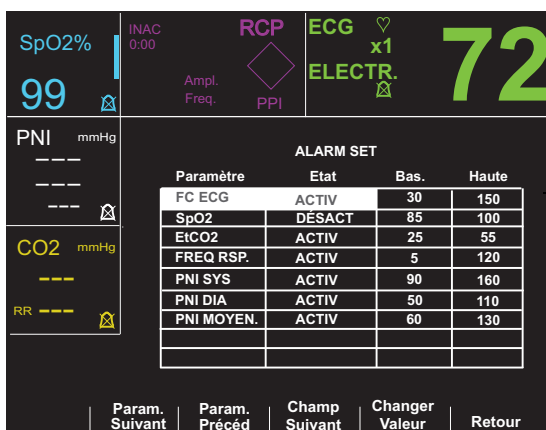 SpO2%
99
INAC
0:00
RCP
Ampl.
Freq.
PPI
ECG
x1
ELECTR.
72
PNI mmHg
---
---
---
CO2 mmHg
---
RR ---
ALARM SET
Paramètre Etat Bas. Haute
FC ECG ACTIV 30 150
SpO2 DÉSACT 85 100
EtCO2 ACTIV 25 55
FREQ RSP. ACTIV 5 120
PNI SYS ACTIV 90 160
PNI DIA ACTIV 50 110
PNI MOYEN. ACTIV 60 130
Param. Suivant
Param. Précéd
Champ Suivant
Changer Valeur
Retour